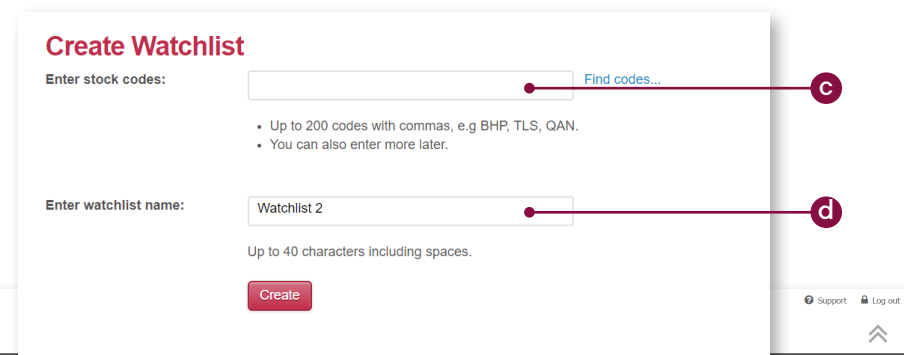 Create Watchlist
Enter stock codes:
Find codes...
c
• Up to 200 codes with commas, e.g BHP, TLS, QAN.
• You can also enter more later.
Enter watchlist name:
Watchlist 2
d
Up to 40 characters including spaces.
Create
Support
Log out